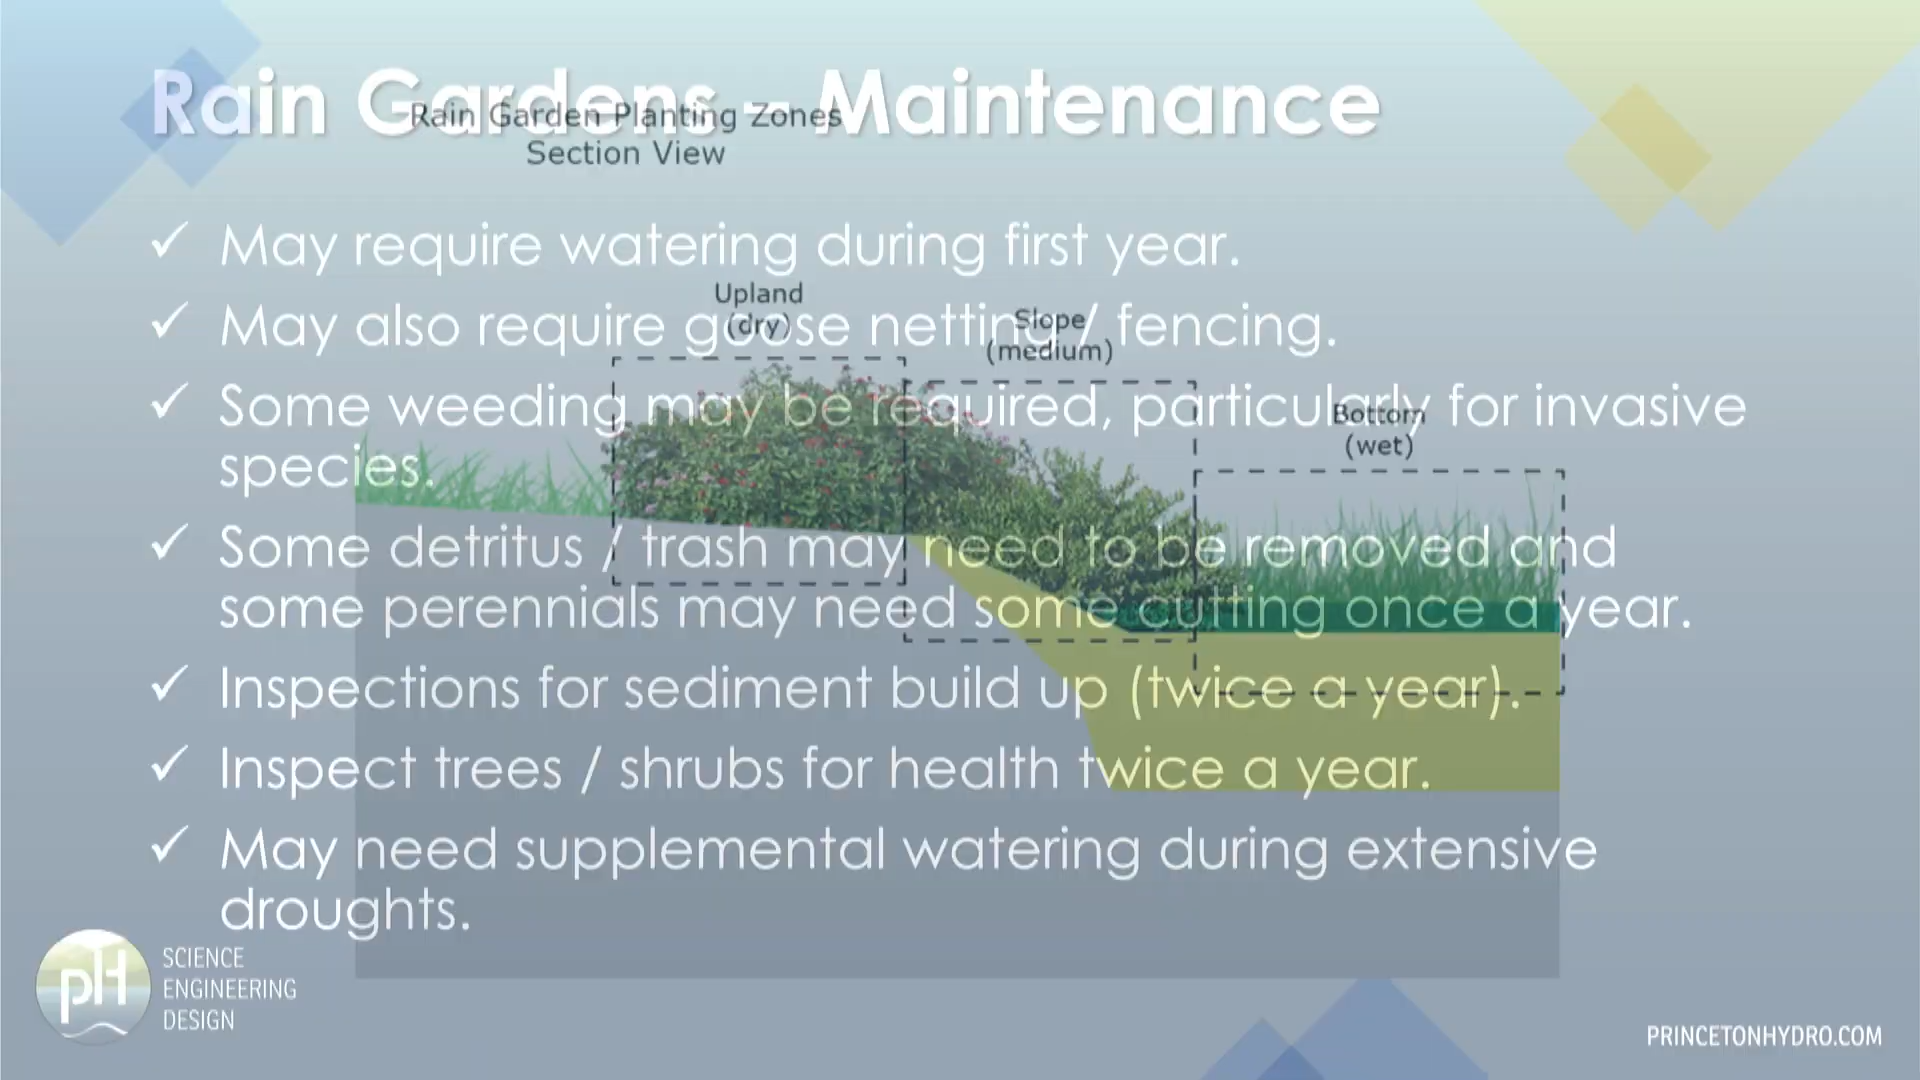 Rain Gardens – Maintenance
Rain Garden Planting Zones
Section View
✓ May require watering during first year.
Upland
(dry)
✓ May also require goose netting / fencing.
Slope
(medium)
✓ Some weeding may be required, particularly for invasive
species.
Bottom
(wet)
✓ Some detritus / trash may need to be removed and
some perennials may need some cutting once a year.
✓ Inspections for sediment build up (twice a year).
✓ Inspect trees / shrubs for health twice a year.
✓ May need supplemental watering during extensive
droughts.
pH
SCIENCE
ENGINEERING
DESIGN
PRINCETONHYDRO.COM